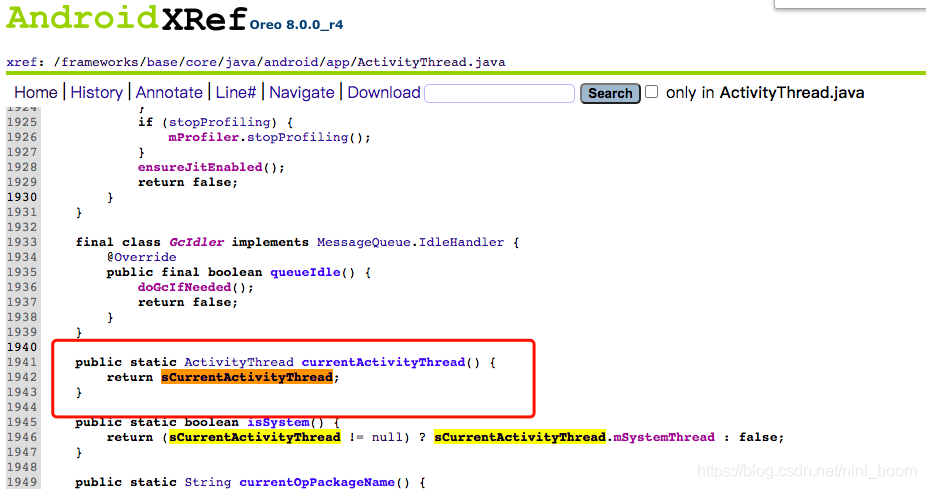 AndroidXRef Oreo 8.0.0_r4
xref: /frameworks/base/core/java/android/app/ActivityThread.java
Home | History | Annotate | Line# | Navigate | Download Search only in ActivityThread.java
1924 }
1925 if (stopProfiling) {
1926 mProfiler.stopProfiling();
1927 }
1928 ensureJitEnabled();
1929 return false;
1930 }
1931 }
1932
1933 final class GcIdler implements MessageQueue.IdleHandler {
1934 @Override
1935 public final boolean queueIdle() {
1936 doGcIfNeeded();
1937 return false;
1938 }
1939 }
1940
1941 public static ActivityThread currentActivityThread() {
1942 return sCurrentActivityThread;
1943 }
1944
1945 public static boolean isSystem() {
1946 return (sCurrentActivityThread != null) ? sCurrentActivityThread.mSystemThread : false;
1947 }
1948
1949 public static String currentOpPackageName() {
https://blog.csdn.net/nini_boom